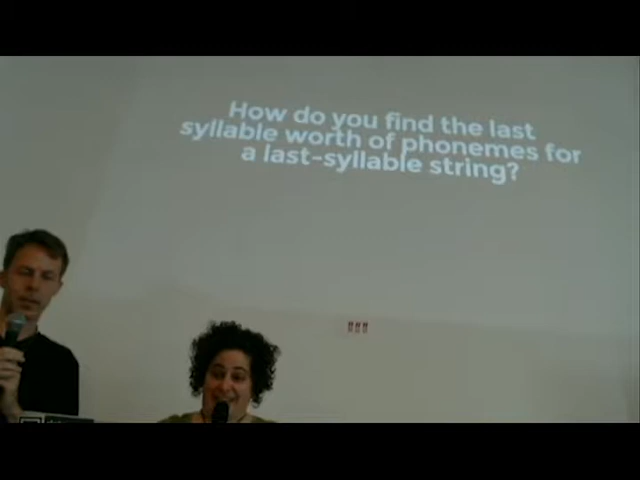 How do you find the last
syllable worth of phonemes for
a last-syllable string?